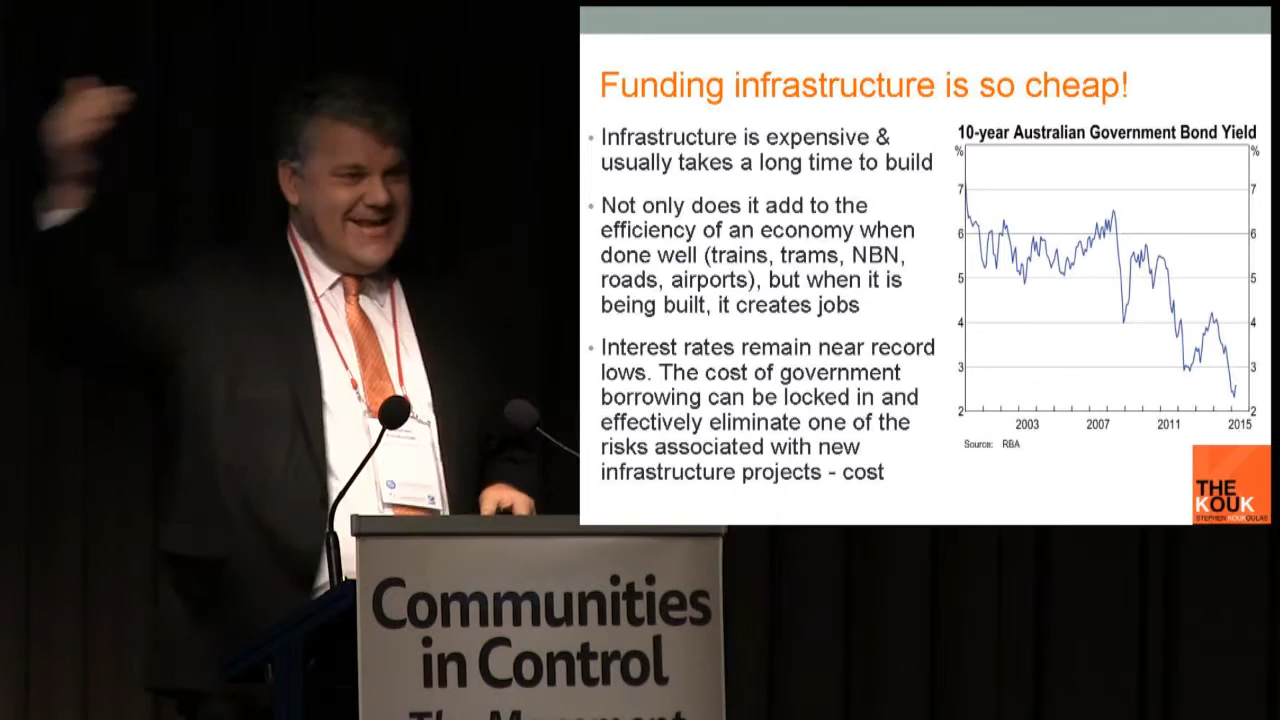 Funding infrastructure is so cheap!
• Infrastructure is expensive &
usually takes a long time to build
• Not only does it add to the
efficiency of an economy when
done well (trains, trams, NBN,
roads, airports), but when it is
being built, it creates jobs
• Interest rates remain near record
lows. The cost of government
borrowing can be locked in and
effectively eliminate one of the
risks associated with new
infrastructure projects - cost
10-year Australian Government Bond Yield
% %
7 7
6 6
5 5
4 4
3 3
2 2
2003 2007 2011 2015
Source: RBA
THE
KOUK
STEPHEN KOUKOULAS
Communities
in Control
The Movement